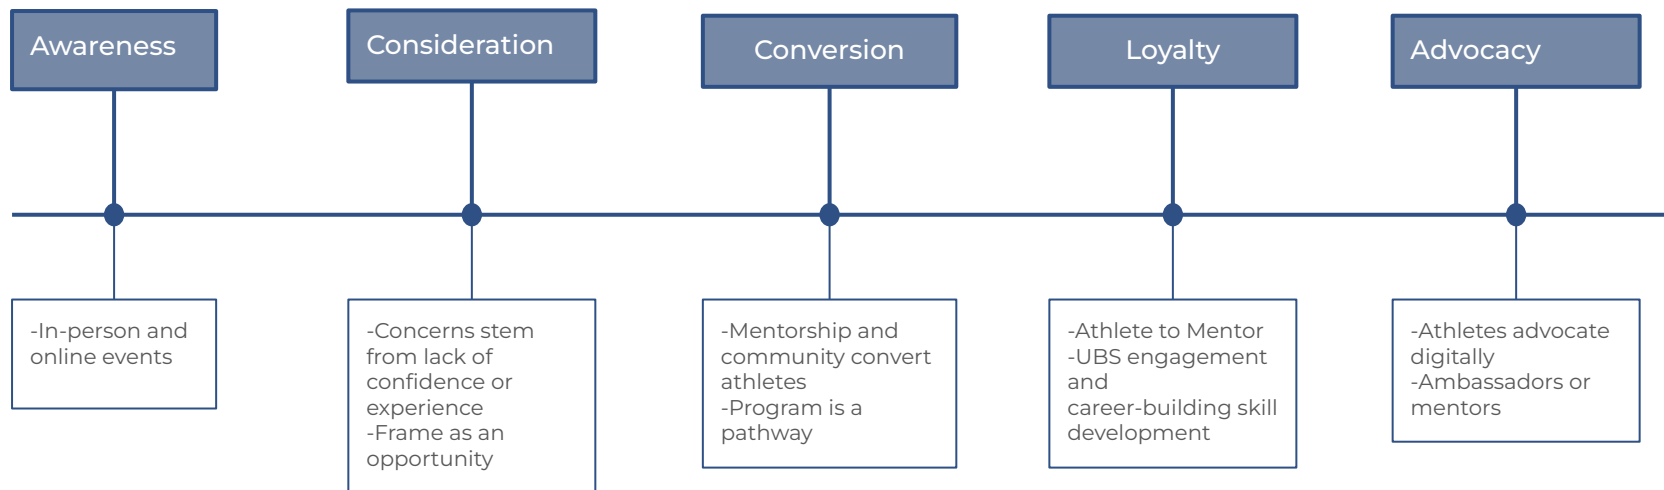 Awareness
Consideration
Conversion
Loyalty
Advocacy
-In-person and
online events
-Concerns stem
from lack of
confidence or
experience
-Frame as an
opportunity
-Mentorship and
community convert
athletes
-Program is a
pathway
-Athlete to Mentor
-UBS engagement
and
career-building skill
development
-Athletes advocate
digitally
-Ambassadors or
mentors